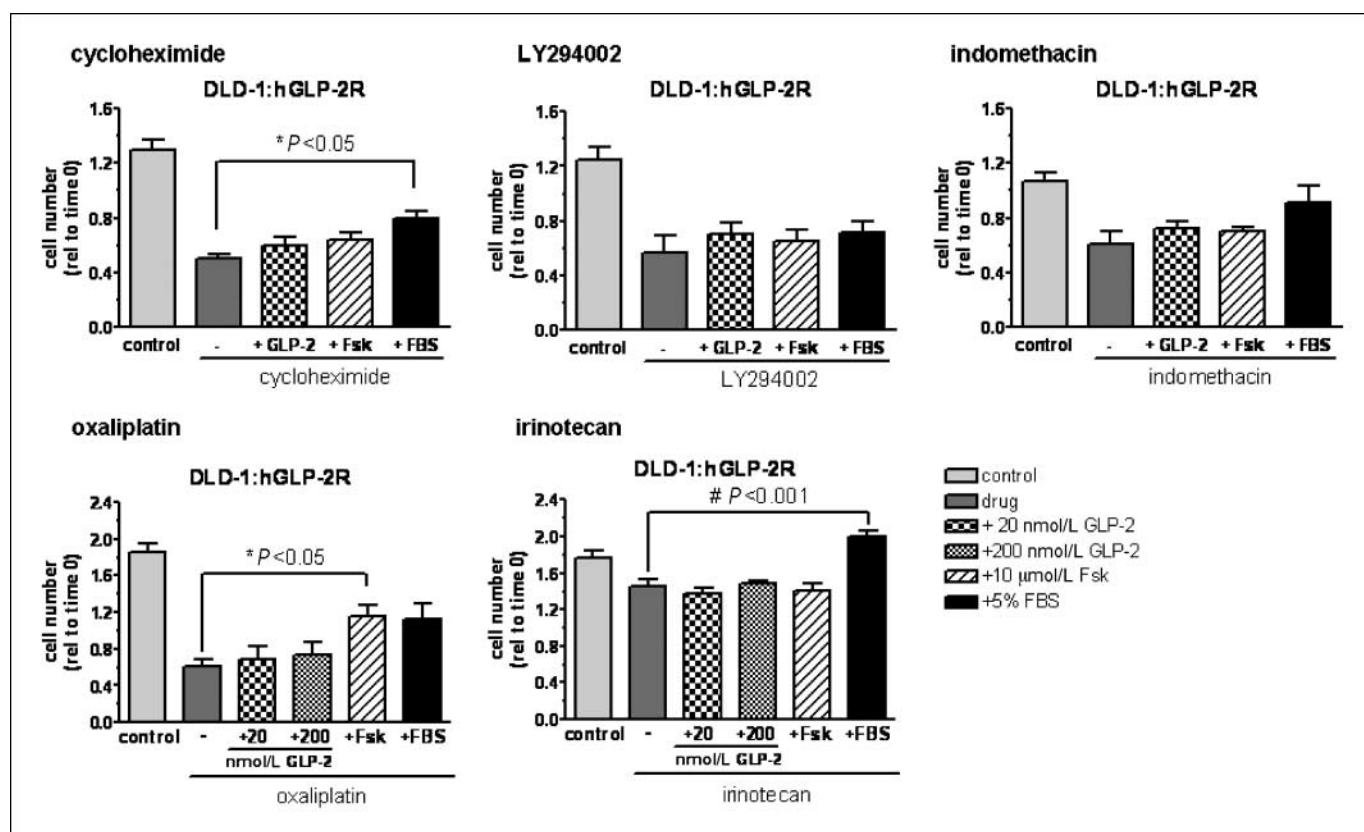 cycloheximide
DLD-1:hGLP-2R
cell number
(rel to time 0)
1.6
1.2
0.8
0.4
0.0
*P<0.05
control - + GLP-2 + Fsk + FBS
cycloheximide
LY294002
DLD-1:hGLP-2R
cell number
(rel to time 0)
1.6
1.2
0.8
0.4
0.0
control - + GLP-2 + Fsk + FBS
LY294002
indomethacin
DLD-1:hGLP-2R
cell number
(rel to time 0)
1.6
1.2
0.8
0.4
0.0
control - + GLP-2 + Fsk + FBS
indomethacin
oxaliplatin
DLD-1:hGLP-2R
cell number
(rel to time 0)
2.4
2.0
1.6
1.2
0.8
0.4
0.0
*P<0.05
control - +20 +200 +Fsk +FBS
nmol/L GLP-2
oxaliplatin
irinotecan
DLD-1:hGLP-2R
cell number
(rel to time 0)
2.4
2.0
1.6
1.2
0.8
0.4
0.0
# P<0.001
control - +20 +200 +Fsk +FBS
nmol/L GLP-2
irinotecan
control
drug
+ 20 nmol/L GLP-2
+200 nmol/L GLP-2
+10 µmol/L Fsk
+5% FBS